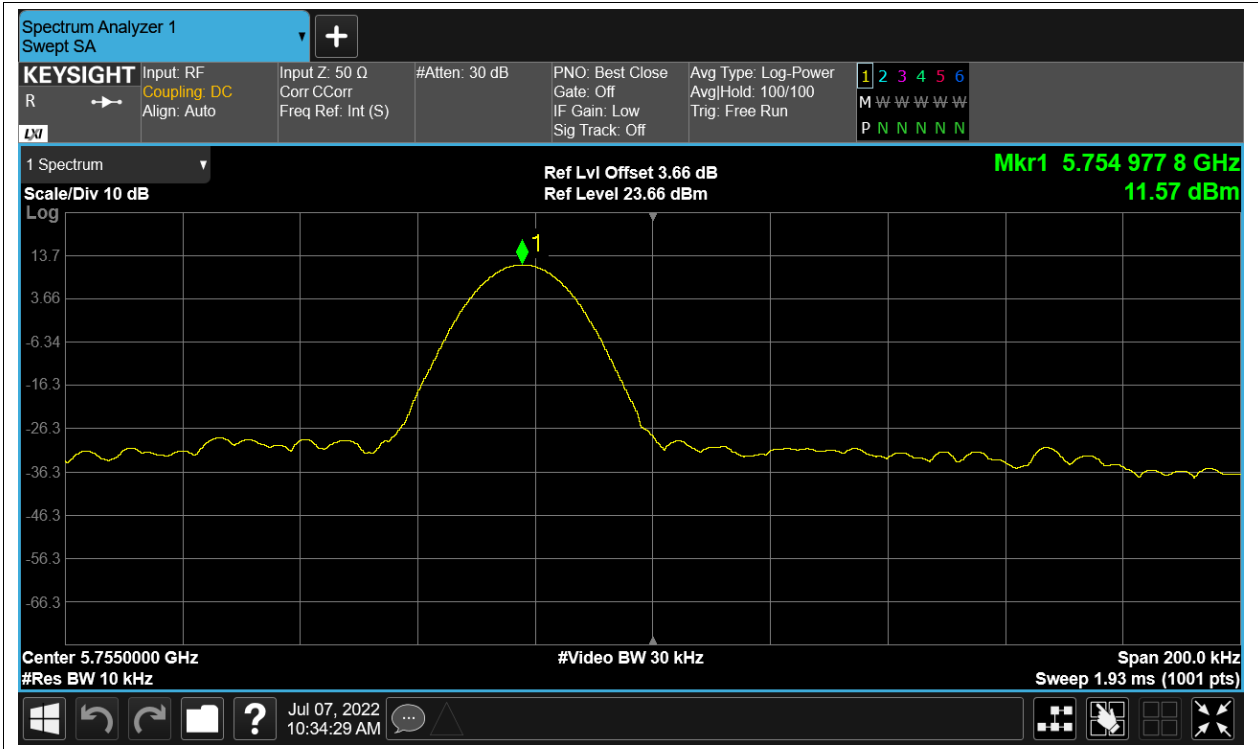 Spectrum Analyzer 1
Swept SA
KEYSIGHT
R
LXI
Input: RF
Coupling: DC
Align: Auto
Input Z: 50 Ω
Corr CCorr
Freq Ref: Int (S)
#Atten: 30 dB
PNO: Best Close
Gate: Off
IF Gain: Low
Sig Track: Off
Avg Type: Log-Power
Avg|Hold: 100/100
Trig: Free Run
1 2 3 4 5 6
M W W W W W
P N N N N N
1 Spectrum
Scale/Div 10 dB
Log
Ref Lvl Offset 3.66 dB
Ref Level 23.66 dBm
Mkr1 5.754 977 8 GHz
11.57 dBm
1
13.7
3.66
-6.34
-16.3
-26.3
-36.3
-46.3
-56.3
-66.3
Center 5.7550000 GHz
#Video BW 30 kHz
Span 200.0 kHz
#Res BW 10 kHz
Sweep 1.93 ms (1001 pts)
?
Jul 07, 2022
10:34:29 AM